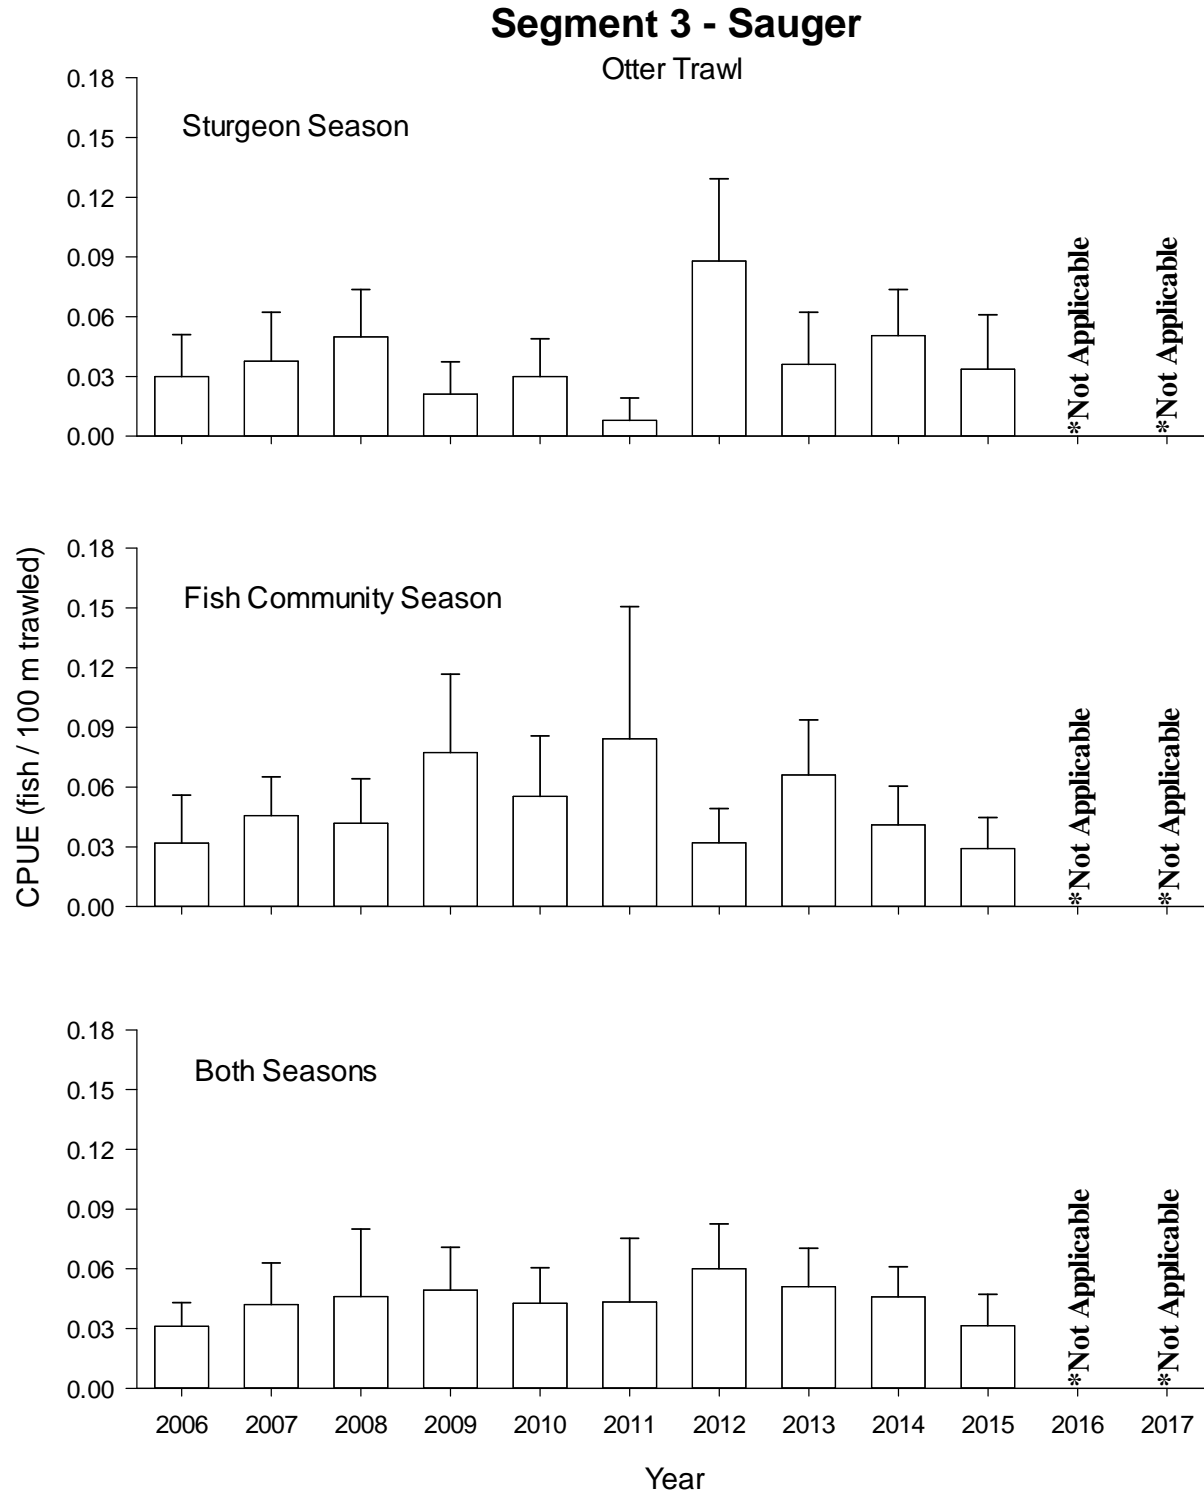 Segment 3 - Sauger
Otter Trawl
0.18
0.15
0.12
0.09
0.06
0.03
0.00
Sturgeon Season
*Not Applicable
*Not Applicable
CPUE (fish / 100 m trawled)
0.18
0.15
0.12
0.09
0.06
0.03
0.00
Fish Community Season
*Not Applicable
*Not Applicable
0.18
0.15
0.12
0.09
0.06
0.03
0.00
Both Seasons
*Not Applicable
*Not Applicable
2006 2007 2008 2009 2010 2011 2012 2013 2014 2015 2016 2017
Year